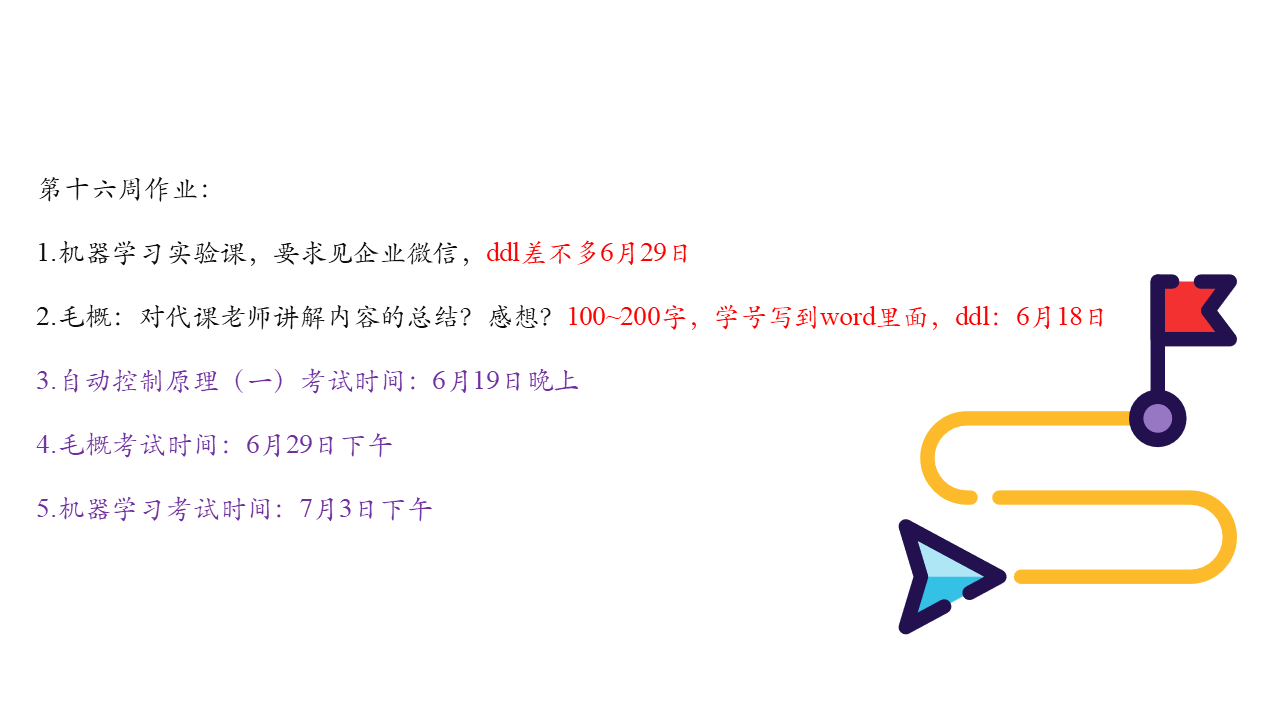 第十六周作业：
1.机器学习实验课，要求见企业微信，ddl差不多6月29日
2.毛概：对代课老师讲解内容的总结？感想？100~200字，学号写到word里面，ddl：6月18日
3.自动控制原理（一）考试时间：6月19日晚上
4.毛概考试时间：6月29日下午
5.机器学习考试时间：7月3日下午